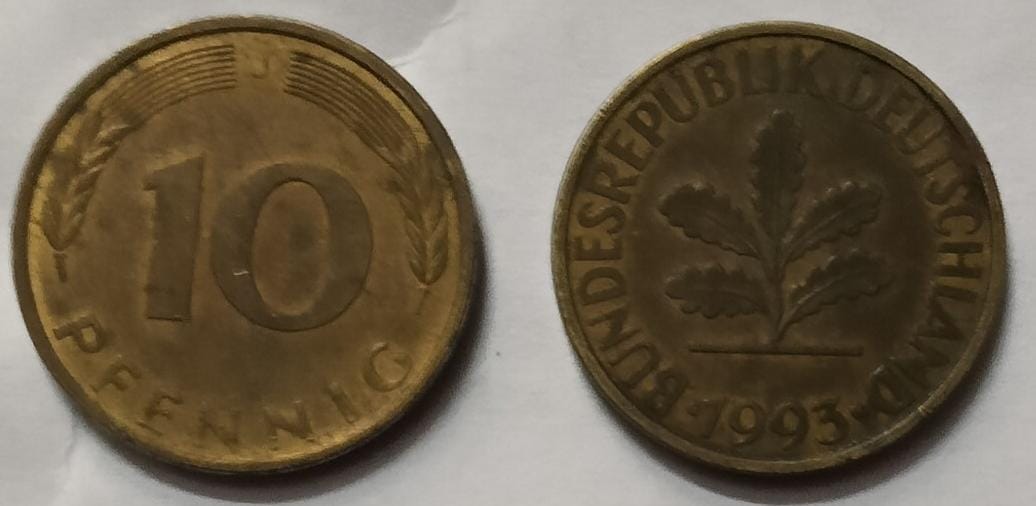 J
10
PFENNIG
BUNDESREPUBLIK DEUTSCHLAND
1993